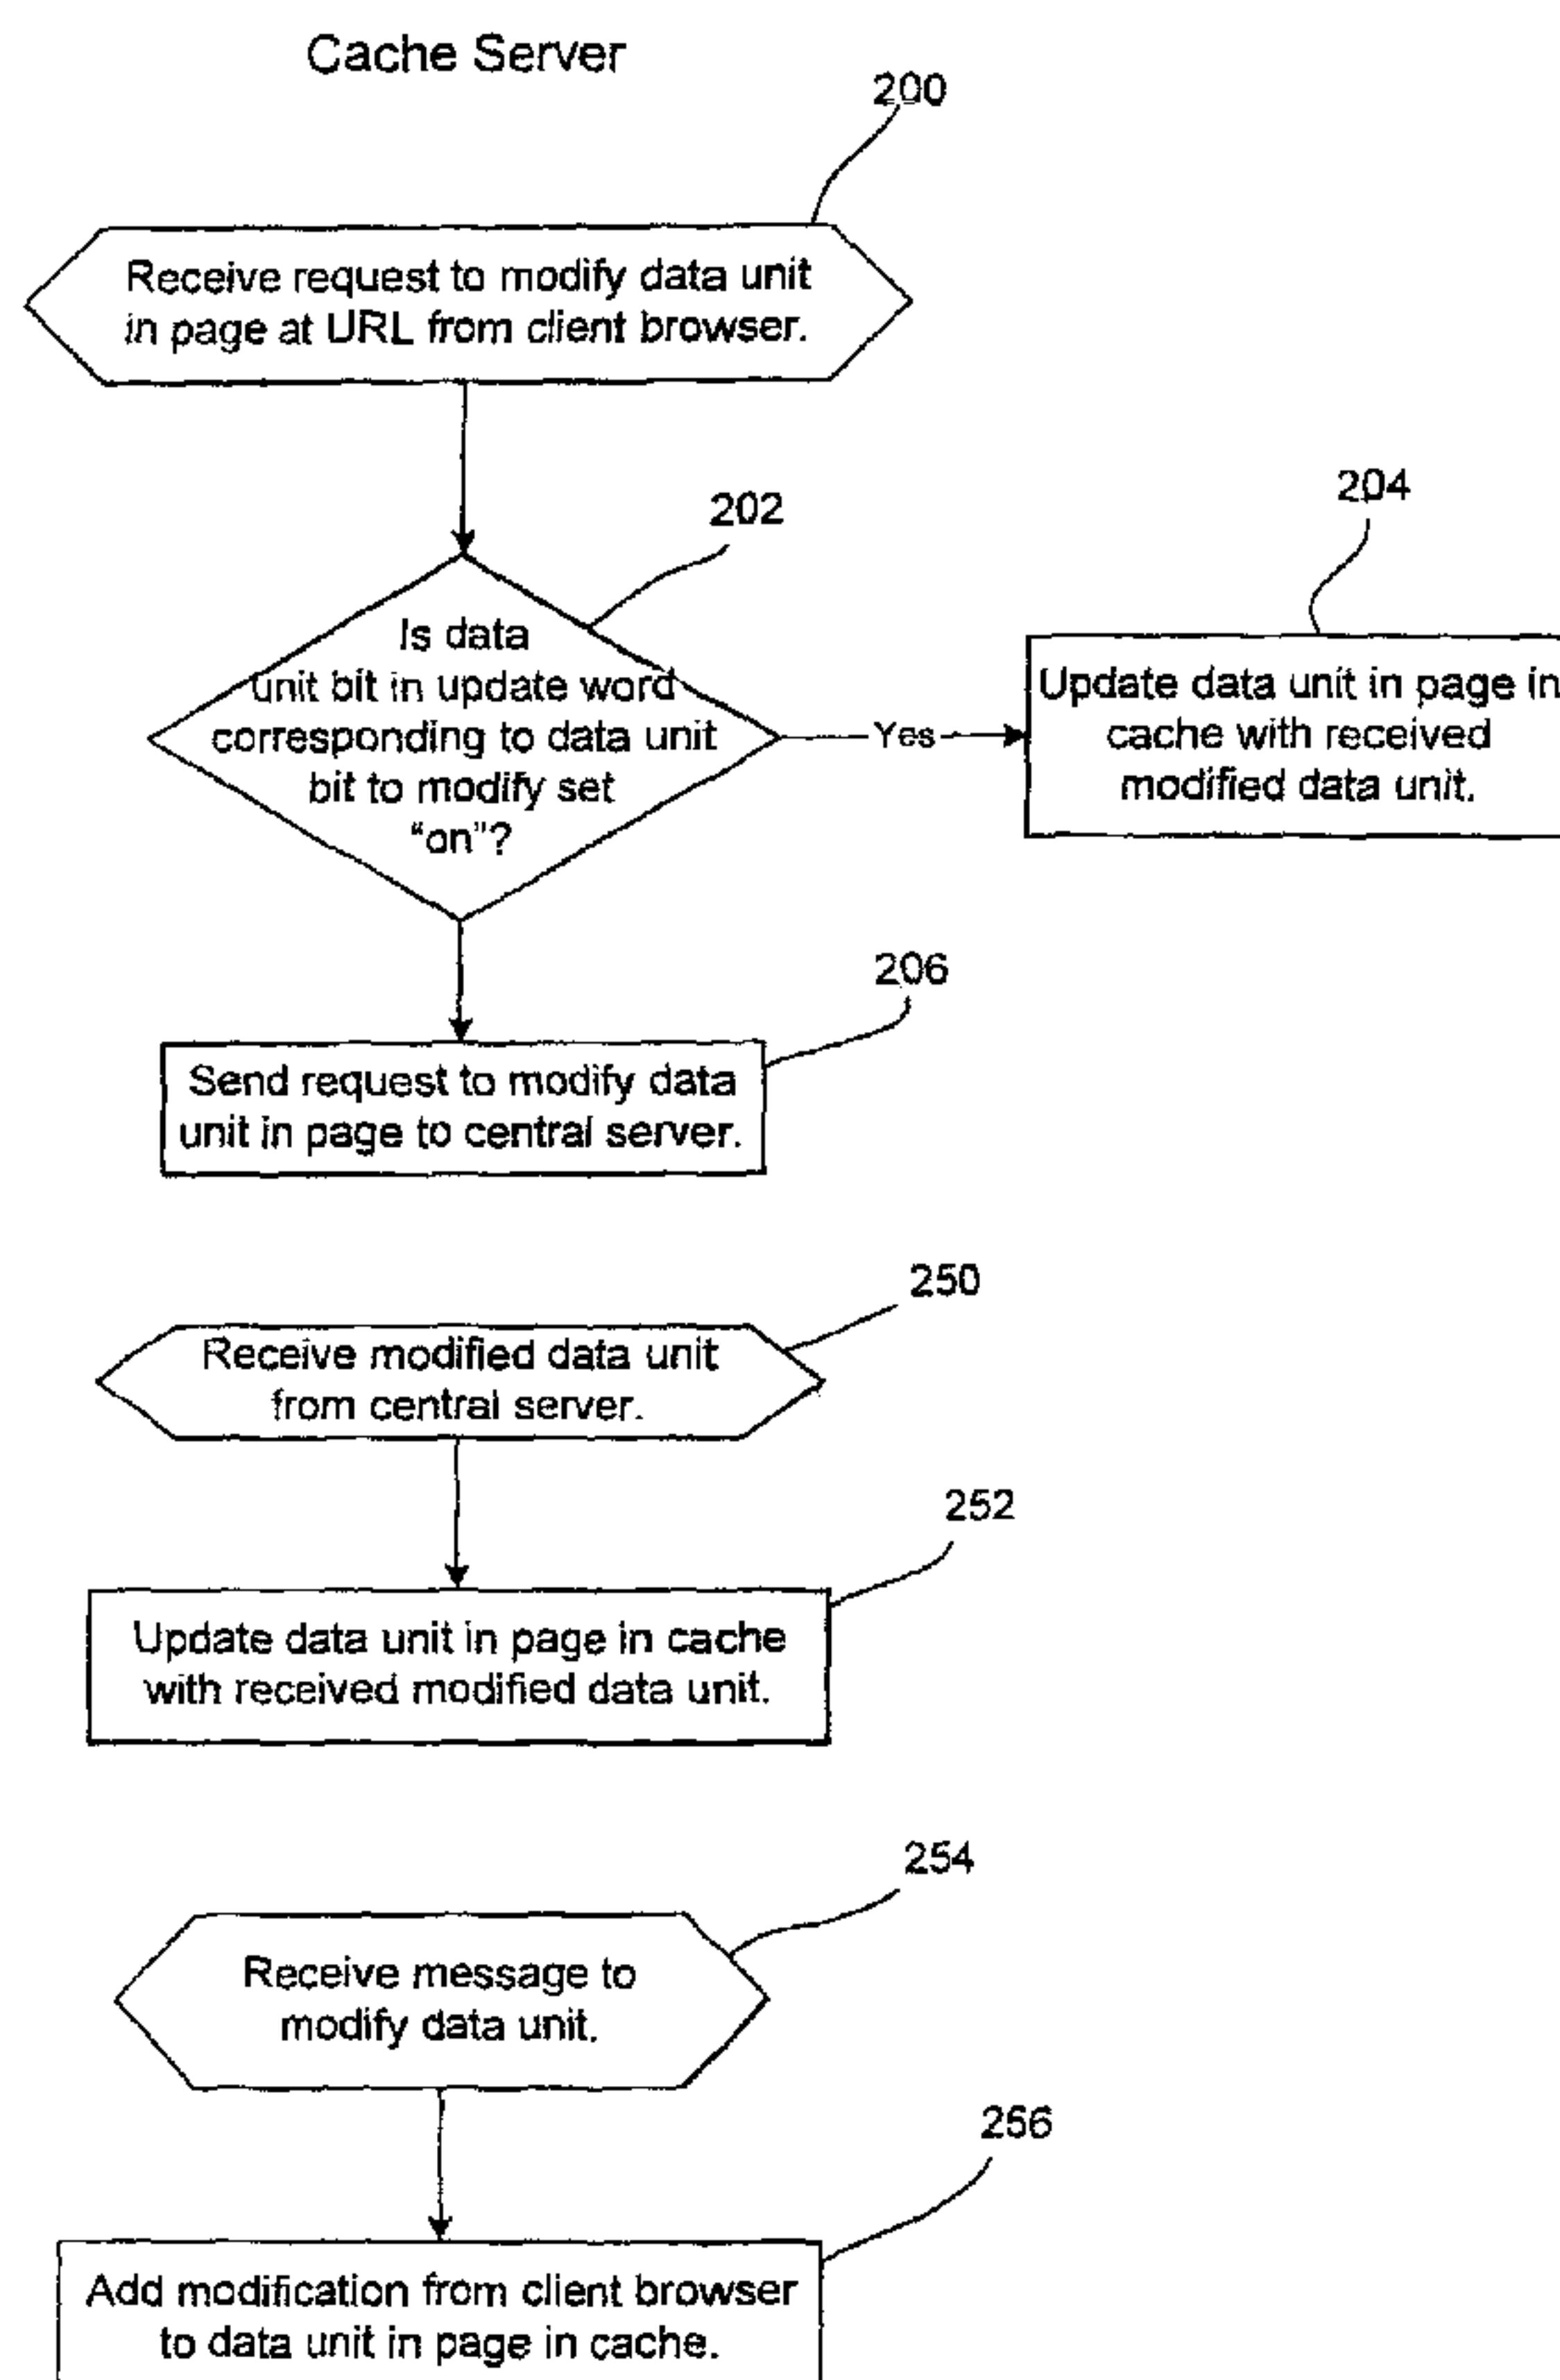 Cache Server
200
Receive request to modify data unit
in page at URL from client browser.
202
204
Is data
unit bit in update word
corresponding to data unit
bit to modify set
"on"?
Yes
Update data unit in page in
cache with received
modified data unit.
206
Send request to modify data
unit in page to central server.
250
Receive modified data unit
from central server.
252
Update data unit in page in cache
with received modified data unit.
254
Receive message to
modify data unit.
256
Add modification from client browser
to data unit in page in cache.